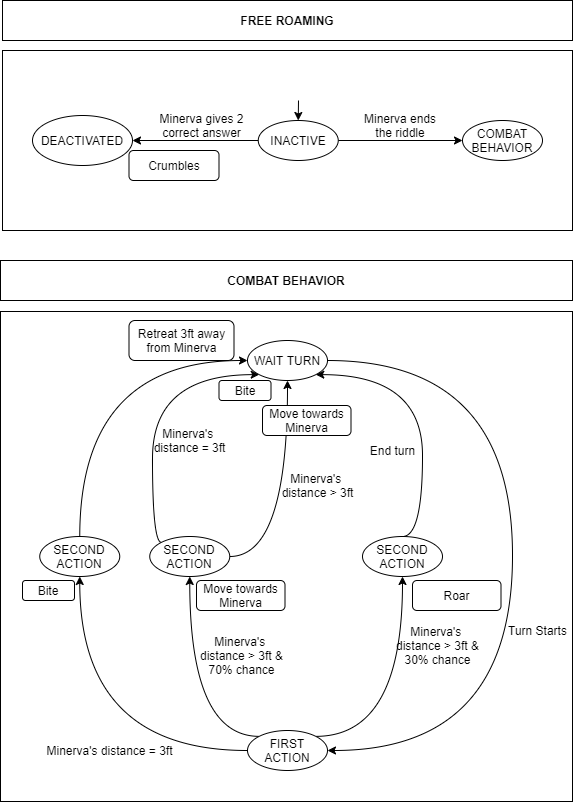 FREE ROAMING
Minerva gives 2
correct answer
Minerva ends
the riddle
DEACTIVATED
INACTIVE
COMBAT
BEHAVIOR
Crumbles
COMBAT BEHAVIOR
Retreat 3ft away
from Minerva
WAIT TURN
Bite
Move towards
Minerva
Minerva's
distance = 3ft
End turn
Minerva's
distance > 3ft
SECOND
ACTION
SECOND
ACTION
SECOND
ACTION
Bite
Move towards
Minerva
Roar
Minerva's
distance > 3ft &
70% chance
Minerva's
distance > 3ft &
30% chance
Turn Starts
Minerva's distance = 3ft
FIRST
ACTION